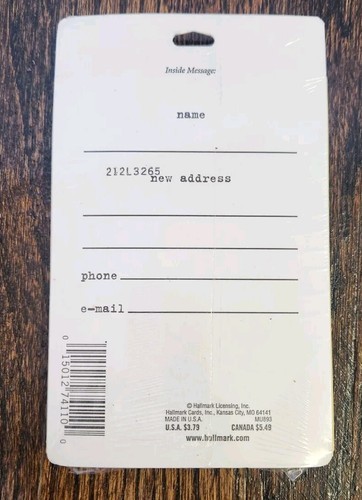 Inside Message:
name
212L3265
new address
phone
e-mail
0 15012 74110 0
© Hallmark Licensing, Inc.
Hallmark Cards, Inc., Kansas City, MO 64141
MADE IN U.S.A. MU893
U.S.A. $3.79 CANADA $5.49
www.hallmark.com